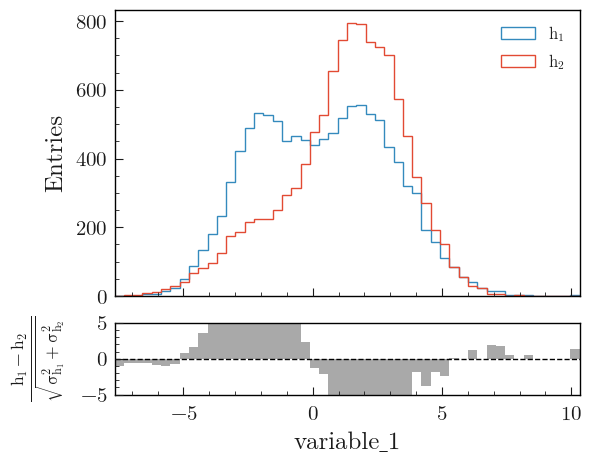 800
600
400
200
0
Entries
h₁
h₂
5
0
−5
h₁ − h₂
√σ²h₁ + σ²h₂
−5 0 5 10
variable_1